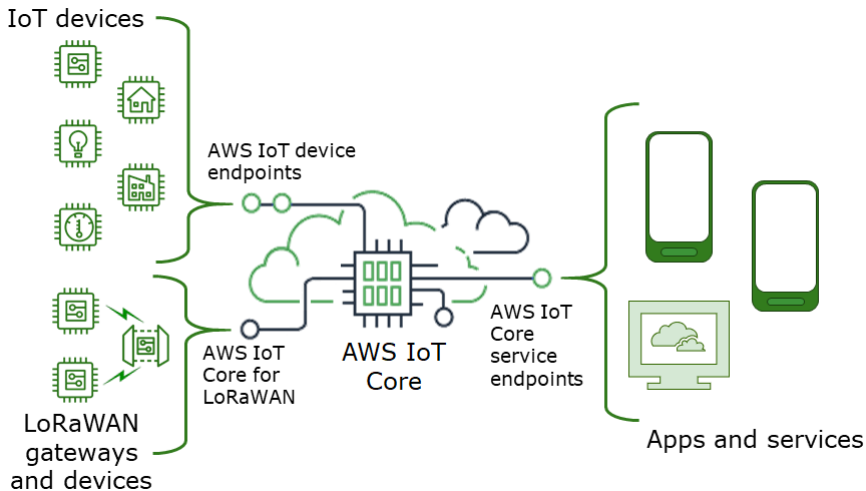 IoT devices
AWS IoT device
endpoints
AWS IoT
Core for
LoRaWAN
AWS IoT
Core
AWS IoT
Core
service
endpoints
LoRaWAN
gateways
and devices
Apps and services